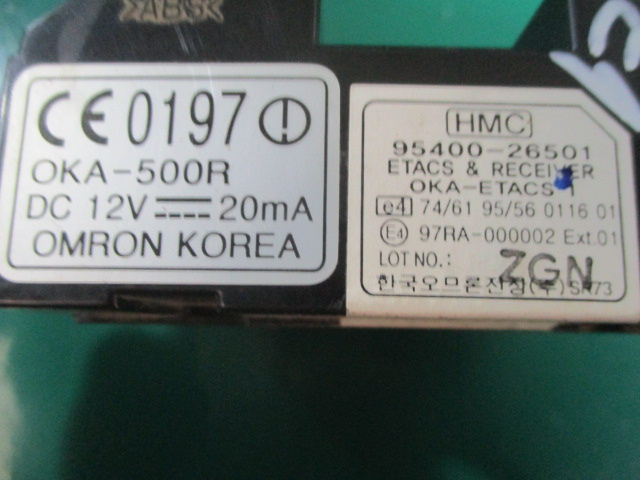 >ABS<
CE 0197
OKA-500R
DC 12V 20mA
OMRON KOREA
HMC
95400-26501
ETACS & RECEIVER
OKA-ETACS
e4 74/61 95/56 0116 01
E4 97RA-000002 Ext.01
LOT NO.: ZGN
한국오므론전장(주) SR73